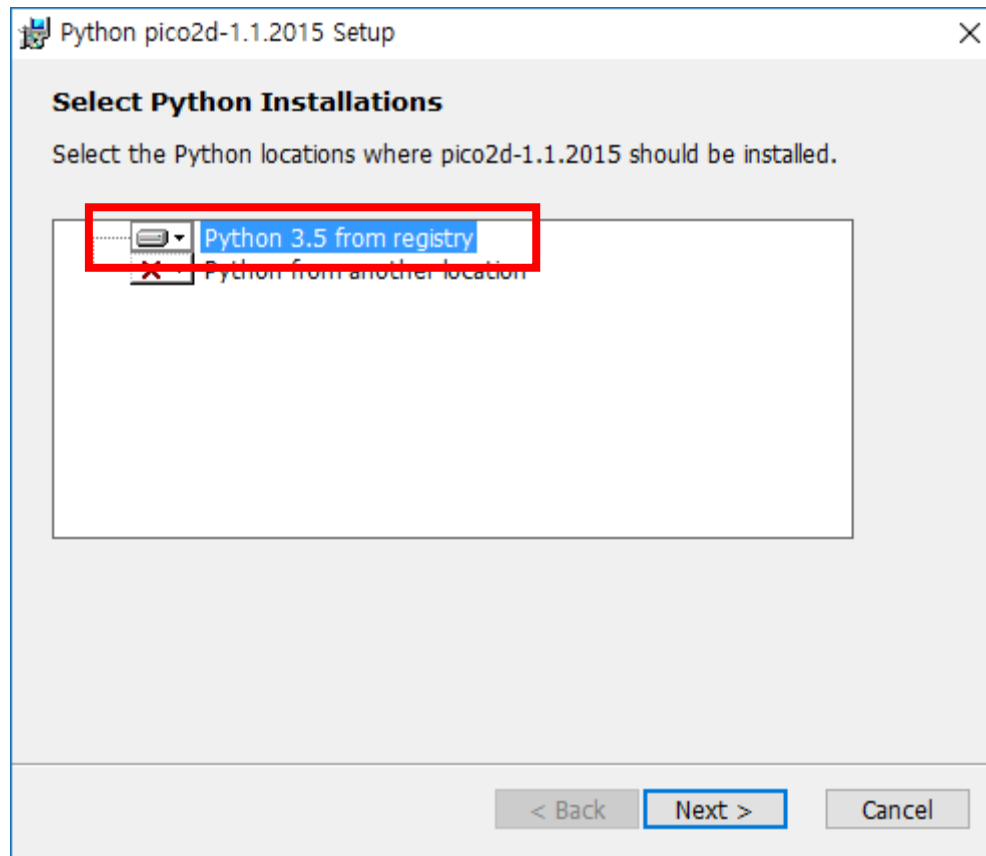 Python pico2d-1.1.2015 Setup
Select Python Installations
Select the Python locations where pico2d-1.1.2015 should be installed.
Python 3.5 from registry
Python from another location
< Back
Next >
Cancel